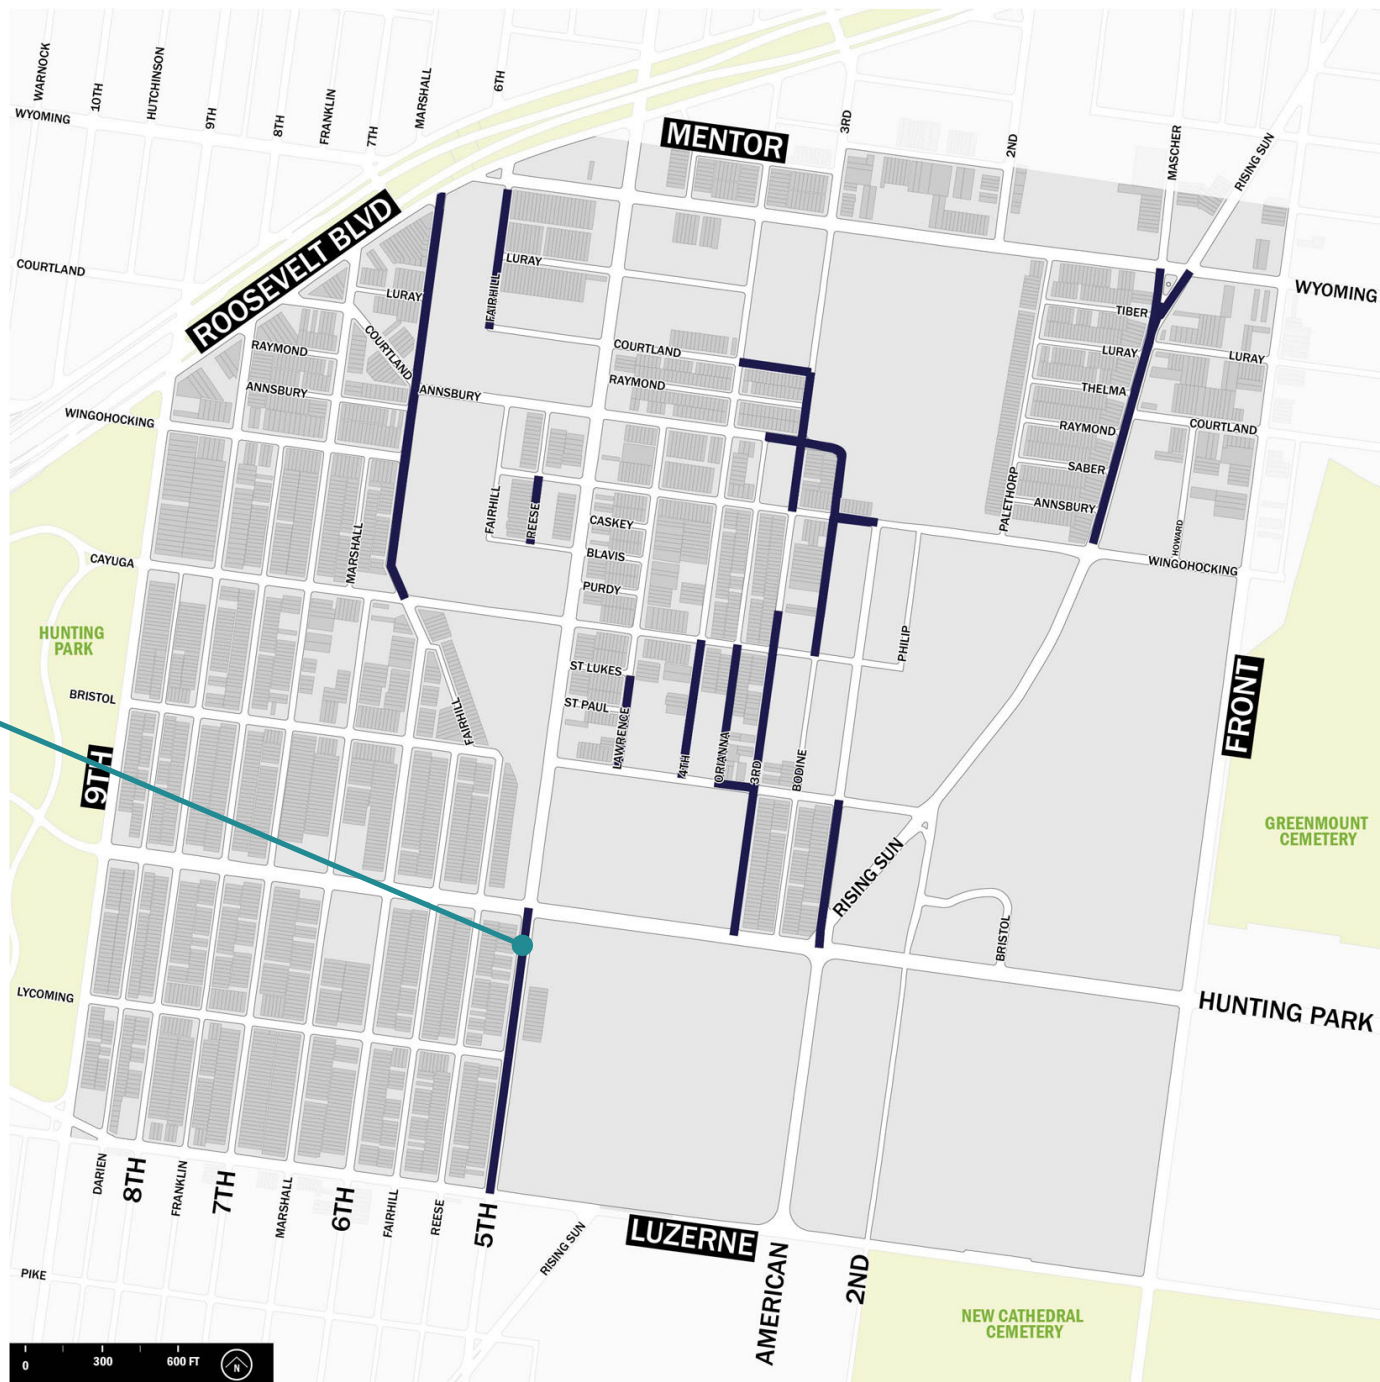 WARNOCK
10TH
HUTCHINSON
9TH
8TH
FRANKLIN
7TH
MARSHALL
6TH
3RD
2ND
MASCHER
RISING SUN
WYOMING
MENTOR
ROOSEVELT BLVD
COURTLAND
LURAY
LURAY
FAIRHILL
WYOMING
TIBER
LURAY
LURAY
RAYMOND
COURTLAND
COURTLAND
ANNSBURY
ANNSBURY
RAYMOND
THELMA
RAYMOND
COURTLAND
WINGOHOCKING
SABER
PALETHORP
ANNSBURY
HOWARD
WINGOHOCKING
MARSHALL
FAIRHILL
REESE
CASKEY
BLAVIS
PURDY
CAYUGA
HUNTING
PARK
PHILIP
ST LUKES
ST PAUL
LAWRENCE
4TH
ORIANNA
3RD
BODINE
BRISTOL
FAIRHILL
9TH
FRONT
GREENMOUNT
CEMETERY
RISING SUN
BRISTOL
LYCOMING
HUNTING PARK
DARIEN
8TH
FRANKLIN
7TH
MARSHALL
6TH
FAIRHILL
REESE
5TH
RISING SUN
LUZERNE
AMERICAN
2ND
PIKE
NEW CATHEDRAL
CEMETERY
0 300 600 FT N